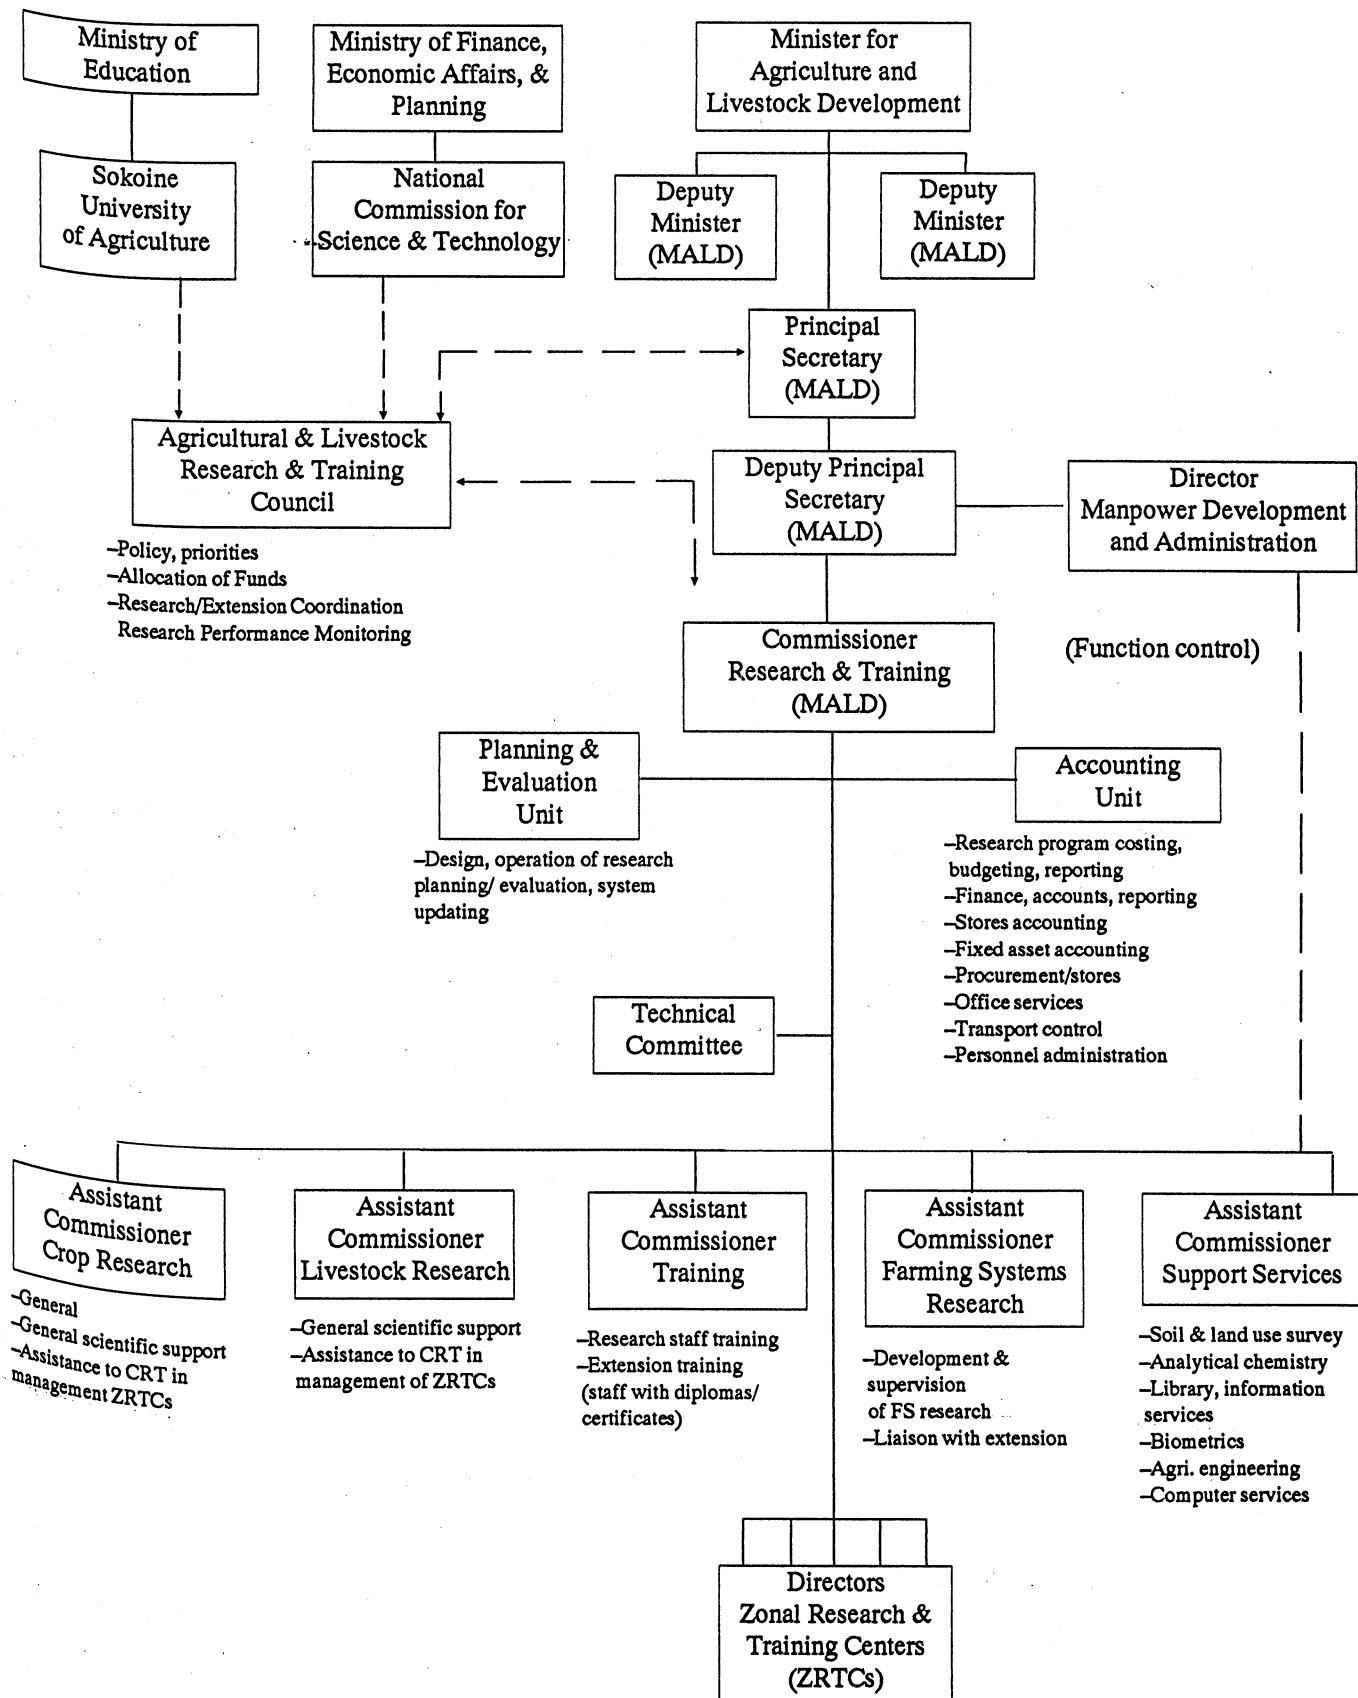 Ministry of
Education
Ministry of Finance,
Economic Affairs, &
Planning
Minister for
Agriculture and
Livestock Development
Sokoine
University
of Agriculture
National
Commission for
Science & Technology
Deputy
Minister
(MALD)
Deputy
Minister
(MALD)
Principal
Secretary
(MALD)
Agricultural & Livestock
Research & Training
Council
–Policy, priorities
–Allocation of Funds
–Research/Extension Coordination
Research Performance Monitoring
Deputy Principal
Secretary
(MALD)
Director
Manpower Development
and Administration
Commissioner
Research & Training
(MALD)
(Function control)
Planning &
Evaluation
Unit
–Design, operation of research
planning/ evaluation, system
updating
Accounting
Unit
–Research program costing,
budgeting, reporting
–Finance, accounts, reporting
–Stores accounting
–Fixed asset accounting
–Procurement/stores
–Office services
–Transport control
–Personnel administration
Technical
Committee
Assistant
Commissioner
Crop Research
–General
–General scientific support
–Assistance to CRT in
management ZRTCs
Assistant
Commissioner
Livestock Research
–General scientific support
–Assistance to CRT in
management of ZRTCs
Assistant
Commissioner
Training
–Research staff training
–Extension training
(staff with diplomas/
certificates)
Assistant
Commissioner
Farming Systems
Research
–Development &
supervision
of FS research
–Liaison with extension
Assistant
Commissioner
Support Services
–Soil & land use survey
–Analytical chemistry
–Library, information
services
–Biometrics
–Agri. engineering
–Computer services
Directors
Zonal Research &
Training Centers
(ZRTCs)